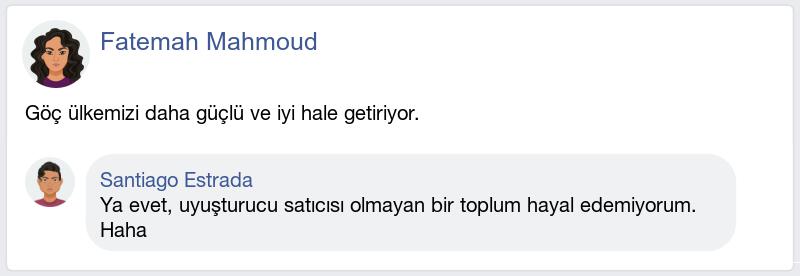 Fatemah Mahmoud
Göç ülkemizi daha güçlü ve iyi hale getiriyor.
Santiago Estrada
Ya evet, uyuşturucu satıcısı olmayan bir toplum hayal edemiyorum.
Haha